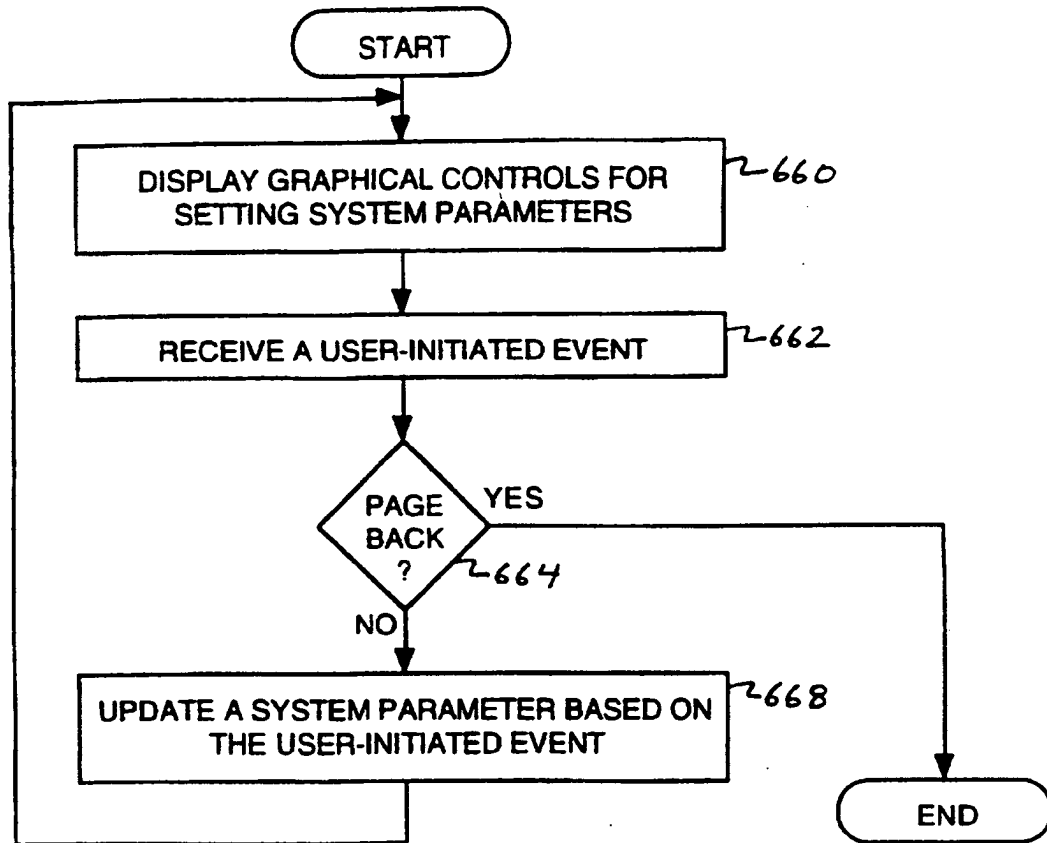 START
DISPLAY GRAPHICAL CONTROLS FOR
SETTING SYSTEM PARAMETERS
660
RECEIVE A USER-INITIATED EVENT
662
PAGE
BACK
?
664
YES
NO
UPDATE A SYSTEM PARAMETER BASED ON
THE USER-INITIATED EVENT
668
END